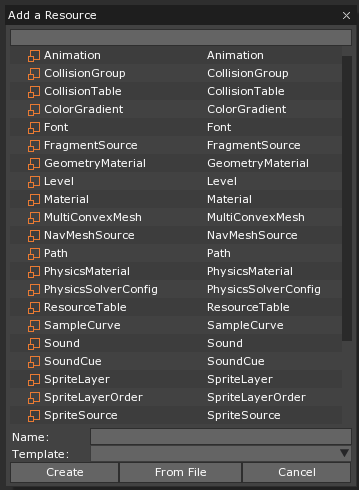 Add a Resource
Animation Animation
CollisionGroup CollisionGroup
CollisionTable CollisionTable
ColorGradient ColorGradient
Font Font
FragmentSource FragmentSource
GeometryMaterial GeometryMaterial
Level Level
Material Material
MultiConvexMesh MultiConvexMesh
NavMeshSource NavMeshSource
Path Path
PhysicsMaterial PhysicsMaterial
PhysicsSolverConfig PhysicsSolverConfig
ResourceTable ResourceTable
SampleCurve SampleCurve
Sound Sound
SoundCue SoundCue
SpriteLayer SpriteLayer
SpriteLayerOrder SpriteLayerOrder
SpriteSource SpriteSource
Name:
Template:
Create From File Cancel